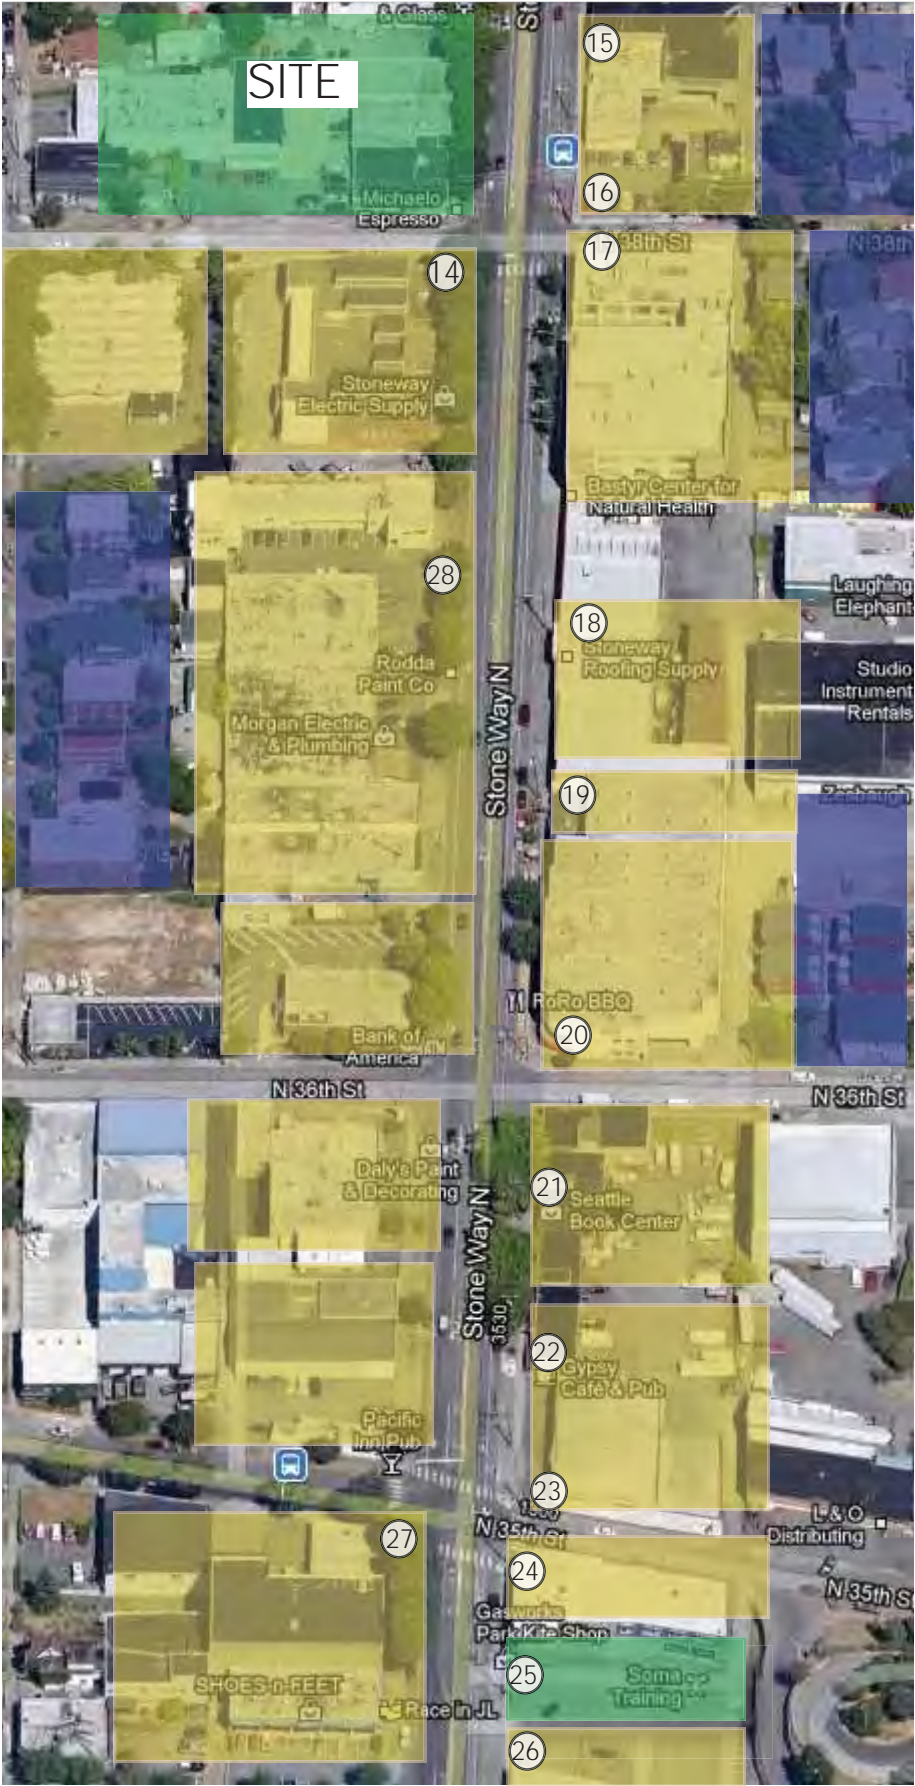 & Glass
St
15
SITE
16
Michaelo
Espresso
17
38th St
N 38th
14
Stoneway
Electric Supply
Bastyr Center for
Natural Health
28
Laughing
Elephant
18
Stoneway
Roofing Supply
Rodda
Paint Co
Studio
Instrument
Rentals
Morgan Electric
& Plumbing
Stone Way N
19
RoRo BBQ
20
Bank of
America
N 36th St
N 36th St
Daly's Paint
& Decorating
21
Seattle
Book Center
Stone Way N
3530
22
Gypsy
Café & Pub
Pacific
Inn Pub
23
N 35th St
L & O
Distributing
27
24
N 35th St
Gasworks
Park Kite Shop
25
Soma
Training
SHOES-n-FEET
Race in JL
26